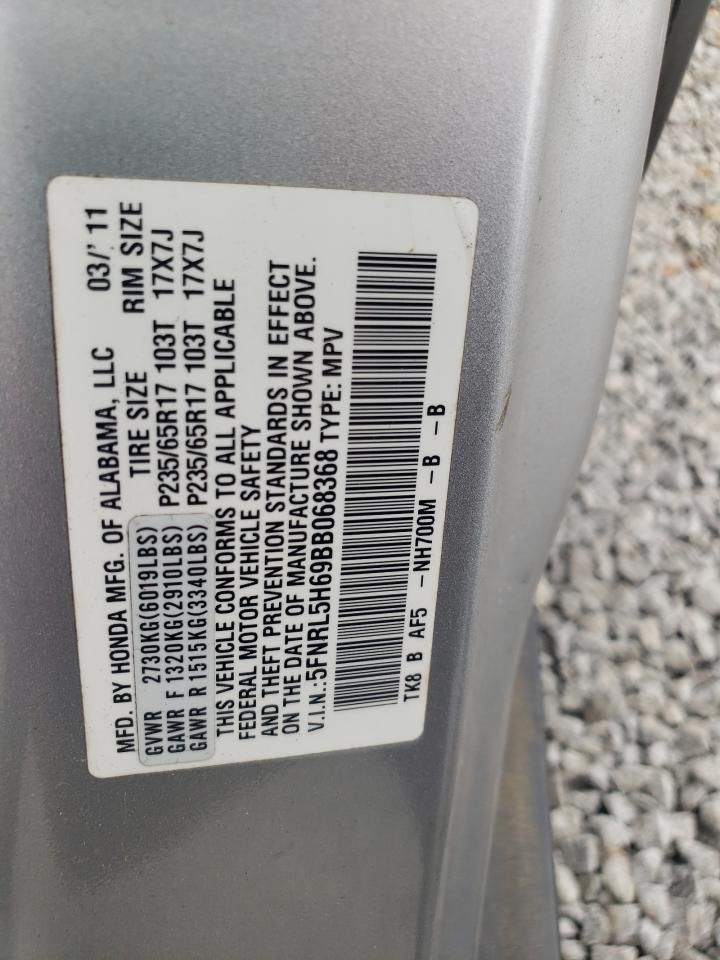 MFD. BY HONDA MFG. OF ALABAMA, LLC 03/' 11
TIRE SIZE RIM SIZE
GVWR 2730KG(6019LBS)
GAWR F 1320KG(2910LBS) P235/65R17 103T 17X7J
GAWR R 1515KG(3340LBS) P235/65R17 103T 17X7J
THIS VEHICLE CONFORMS TO ALL APPLICABLE
FEDERAL MOTOR VEHICLE SAFETY
AND THEFT PREVENTION STANDARDS IN EFFECT
ON THE DATE OF MANUFACTURE SHOWN ABOVE.
V.I.N.:5FNRL5H69BB068368 TYPE: MPV
TK8 B AF5 -NH700M -B -B